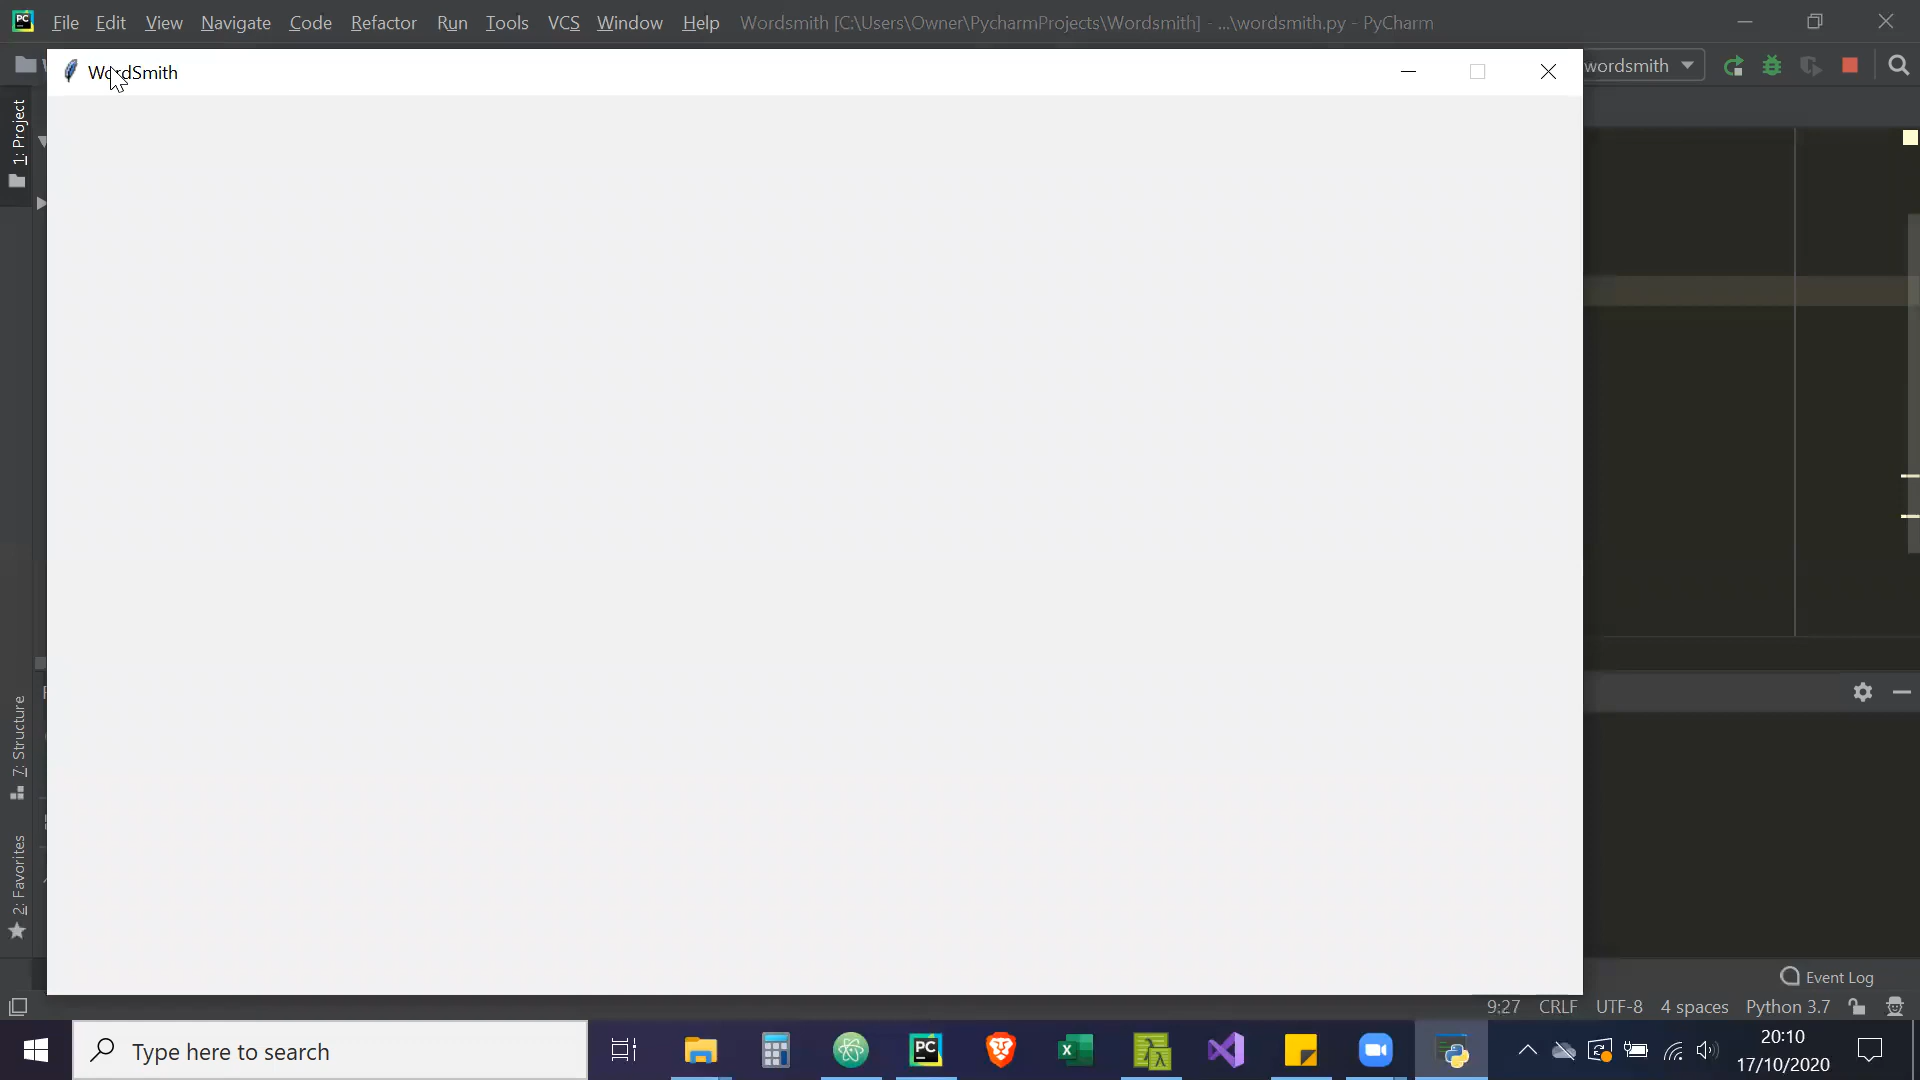 File Edit View Navigate Code Refactor Run Tools VCS Window Help Wordsmith [C:\Users\Owner\PycharmProjects\Wordsmith] - ...\wordsmith.py - PyCharm
WordSmith
wordsmith
1: Project
7: Structure
2: Favorites
Event Log
9:27 CRLF UTF-8 4 spaces Python 3.7
Type here to search
PC
20:10
17/10/2020